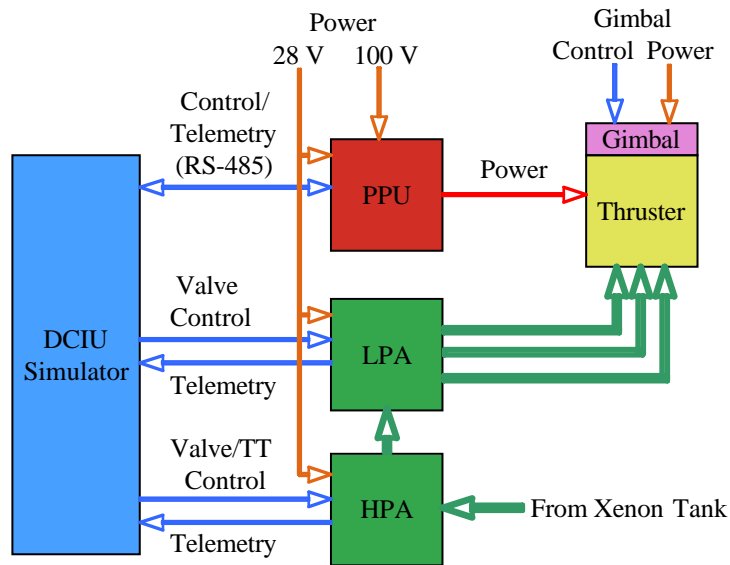 Power
28 V 100 V
Gimbal
Control Power
Control/
Telemetry
(RS-485)
Gimbal
PPU
Power
Thruster
Valve
Control
DCIU
Simulator
LPA
Telemetry
Valve/TT
Control
HPA
From Xenon Tank
Telemetry